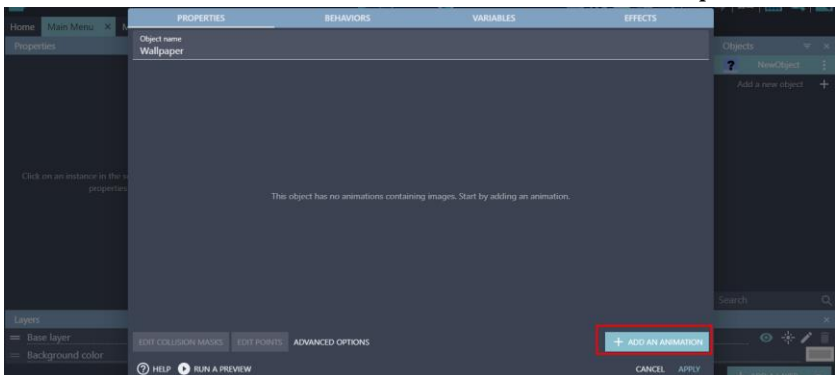 PROPERTIES BEHAVIORS VARIABLES EFFECTS
Home Main Menu × M
Object name
Wallpaper
Properties
Objects
? NewObject
Add a new object +
Click on an instance in the s
properties
This object has no animations containing images. Start by adding an animation.
Search
Layers
Base layer
Background color
EDIT COLLISION MASKS EDIT POINTS ADVANCED OPTIONS + ADD AN ANIMATION
? HELP RUN A PREVIEW CANCEL APPLY